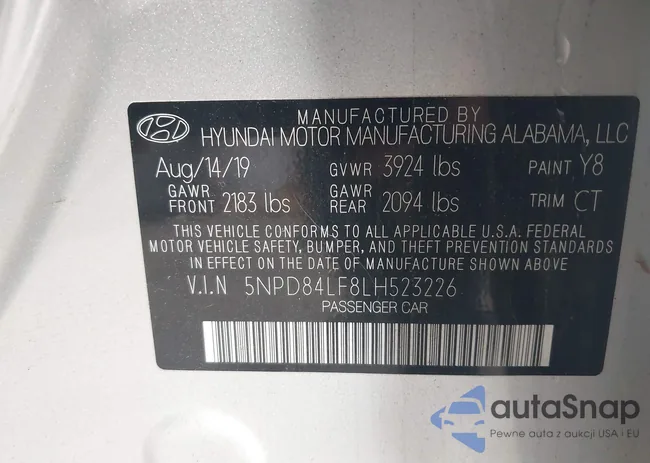 MANUFACTURED BY
HYUNDAI MOTOR MANUFACTURING ALABAMA, LLC
Aug/14/19 GVWR 3924 lbs PAINT Y8
GAWR FRONT 2183 lbs GAWR REAR 2094 lbs TRIM CT
THIS VEHICLE CONFORMS TO ALL APPLICABLE U.S.A. FEDERAL
MOTOR VEHICLE SAFETY, BUMPER, AND THEFT PREVENTION STANDARDS
IN EFFECT ON THE DATE OF MANUFACTURE SHOWN ABOVE
V.I.N 5NPD84LF8LH523226
PASSENGER CAR
autaSnap
Pewne auta z aukcji USA i EU